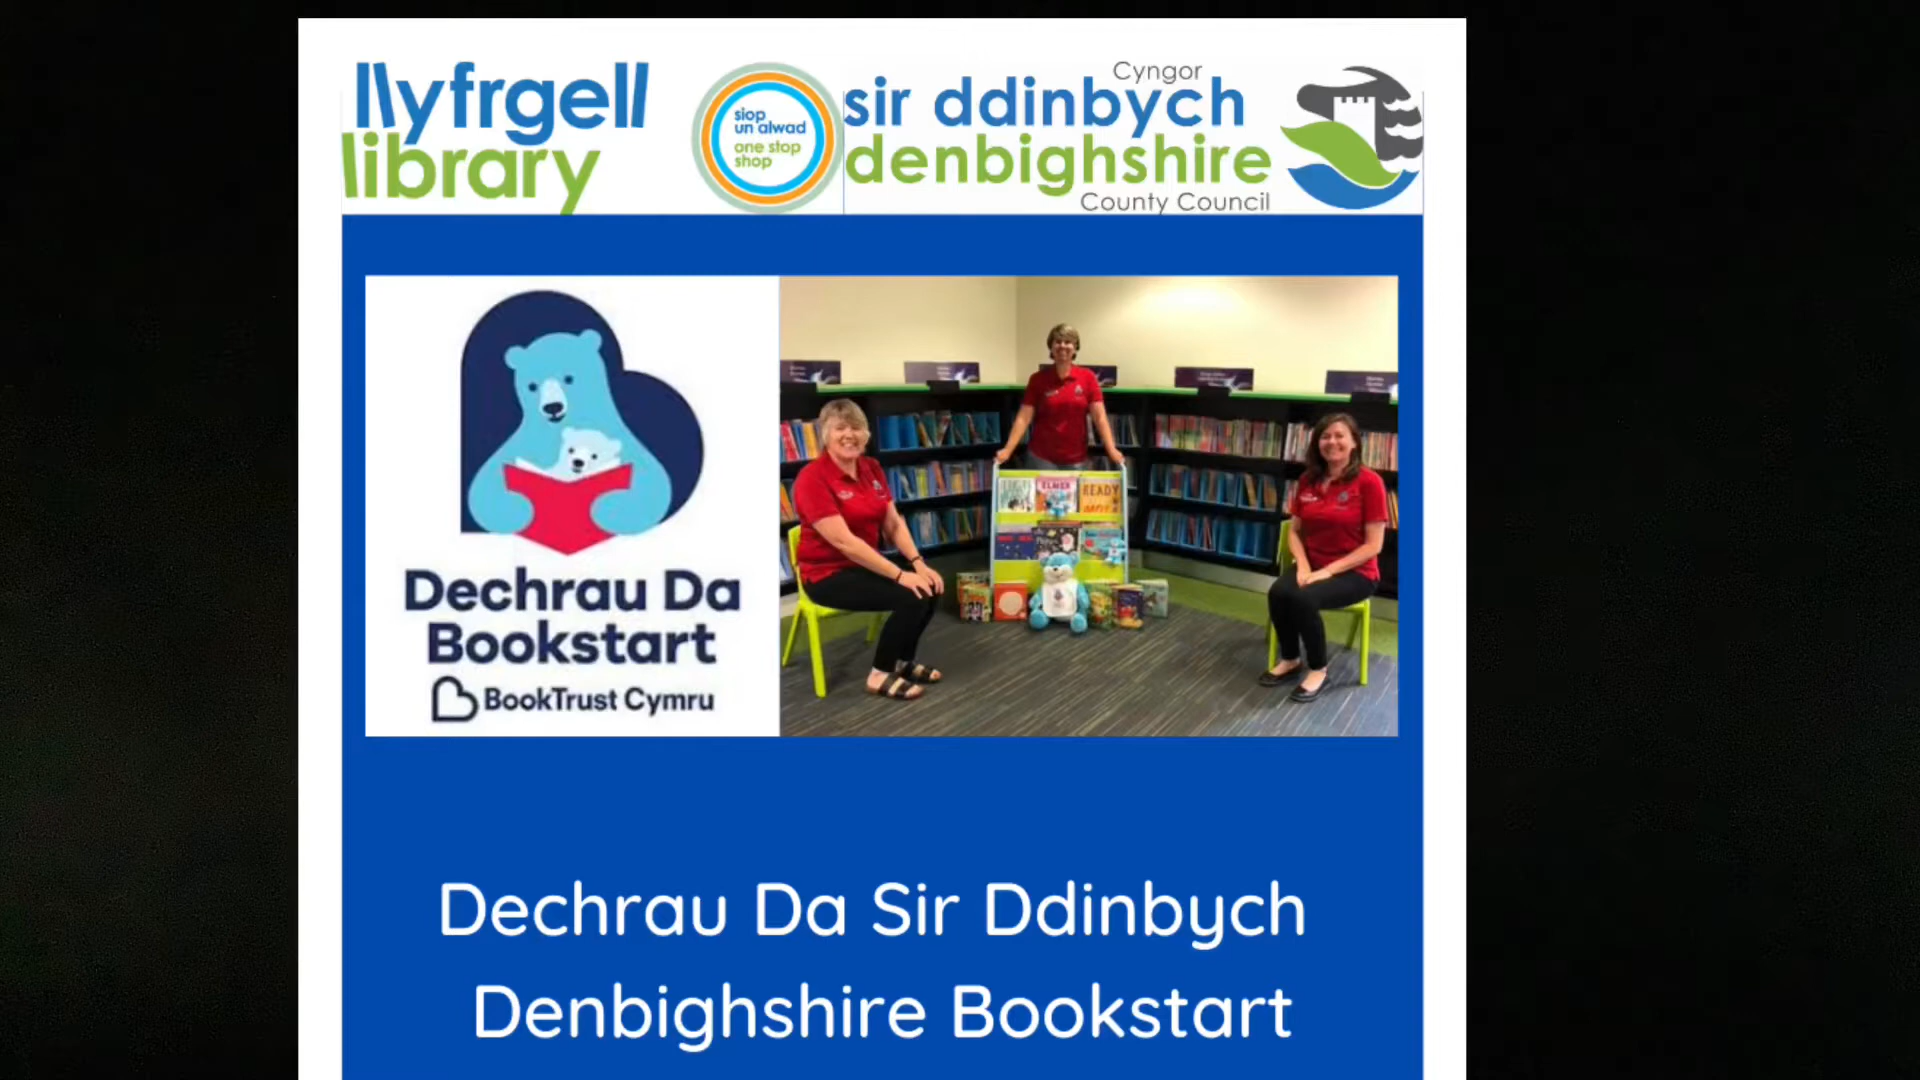 llyfrgell
library
siop
un alwad
one stop
shop
Cyngor
sir ddinbych
denbighshire
County Council
Dechrau Da
Bookstart
BookTrust Cymru
ELMER
READY
Dechrau Da Sir Ddinbych
Denbighshire Bookstart